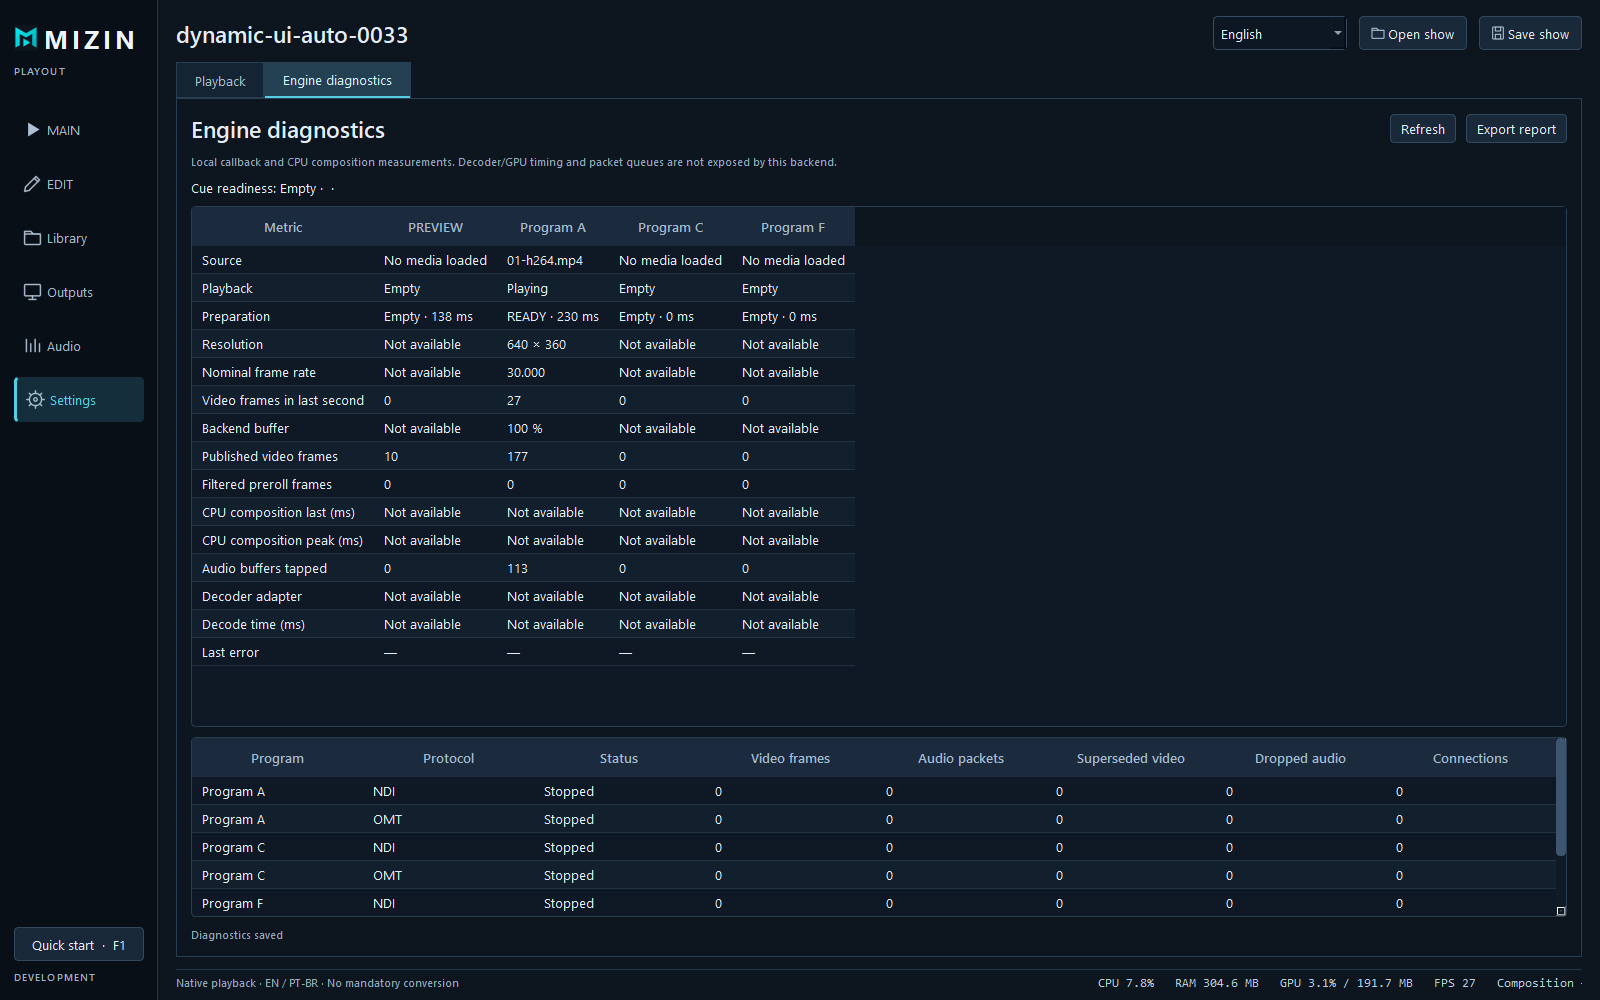 MIZIN
PLAYOUT
MAIN
EDIT
Library
Outputs
Audio
Settings
Quick start · F1
DEVELOPMENT
dynamic-ui-auto-0033
English
Open show
Save show
Playback
Engine diagnostics
Engine diagnostics
Refresh
Export report
Local callback and CPU composition measurements. Decoder/GPU timing and packet queues are not exposed by this backend.
Cue readiness: Empty · ·
Metric PREVIEW Program A Program C Program F
Source No media loaded 01-h264.mp4 No media loaded No media loaded
Playback Empty Playing Empty Empty
Preparation Empty · 138 ms READY · 230 ms Empty · 0 ms Empty · 0 ms
Resolution Not available 640 × 360 Not available Not available
Nominal frame rate Not available 30.000 Not available Not available
Video frames in last second 0 27 0 0
Backend buffer Not available 100 % Not available Not available
Published video frames 10 177 0 0
Filtered preroll frames 0 0 0 0
CPU composition last (ms) Not available Not available Not available Not available
CPU composition peak (ms) Not available Not available Not available Not available
Audio buffers tapped 0 113 0 0
Decoder adapter Not available Not available Not available Not available
Decode time (ms) Not available Not available Not available Not available
Last error — — — —
Program Protocol Status Video frames Audio packets Superseded video Dropped audio Connections
Program A NDI Stopped 0 0 0 0 0
Program A OMT Stopped 0 0 0 0 0
Program C NDI Stopped 0 0 0 0 0
Program C OMT Stopped 0 0 0 0 0
Program F NDI Stopped 0 0 0 0 0
Diagnostics saved
Native playback · EN / PT-BR · No mandatory conversion
CPU 7.8% RAM 304.6 MB GPU 3.1% / 191.7 MB FPS 27 Composition ·